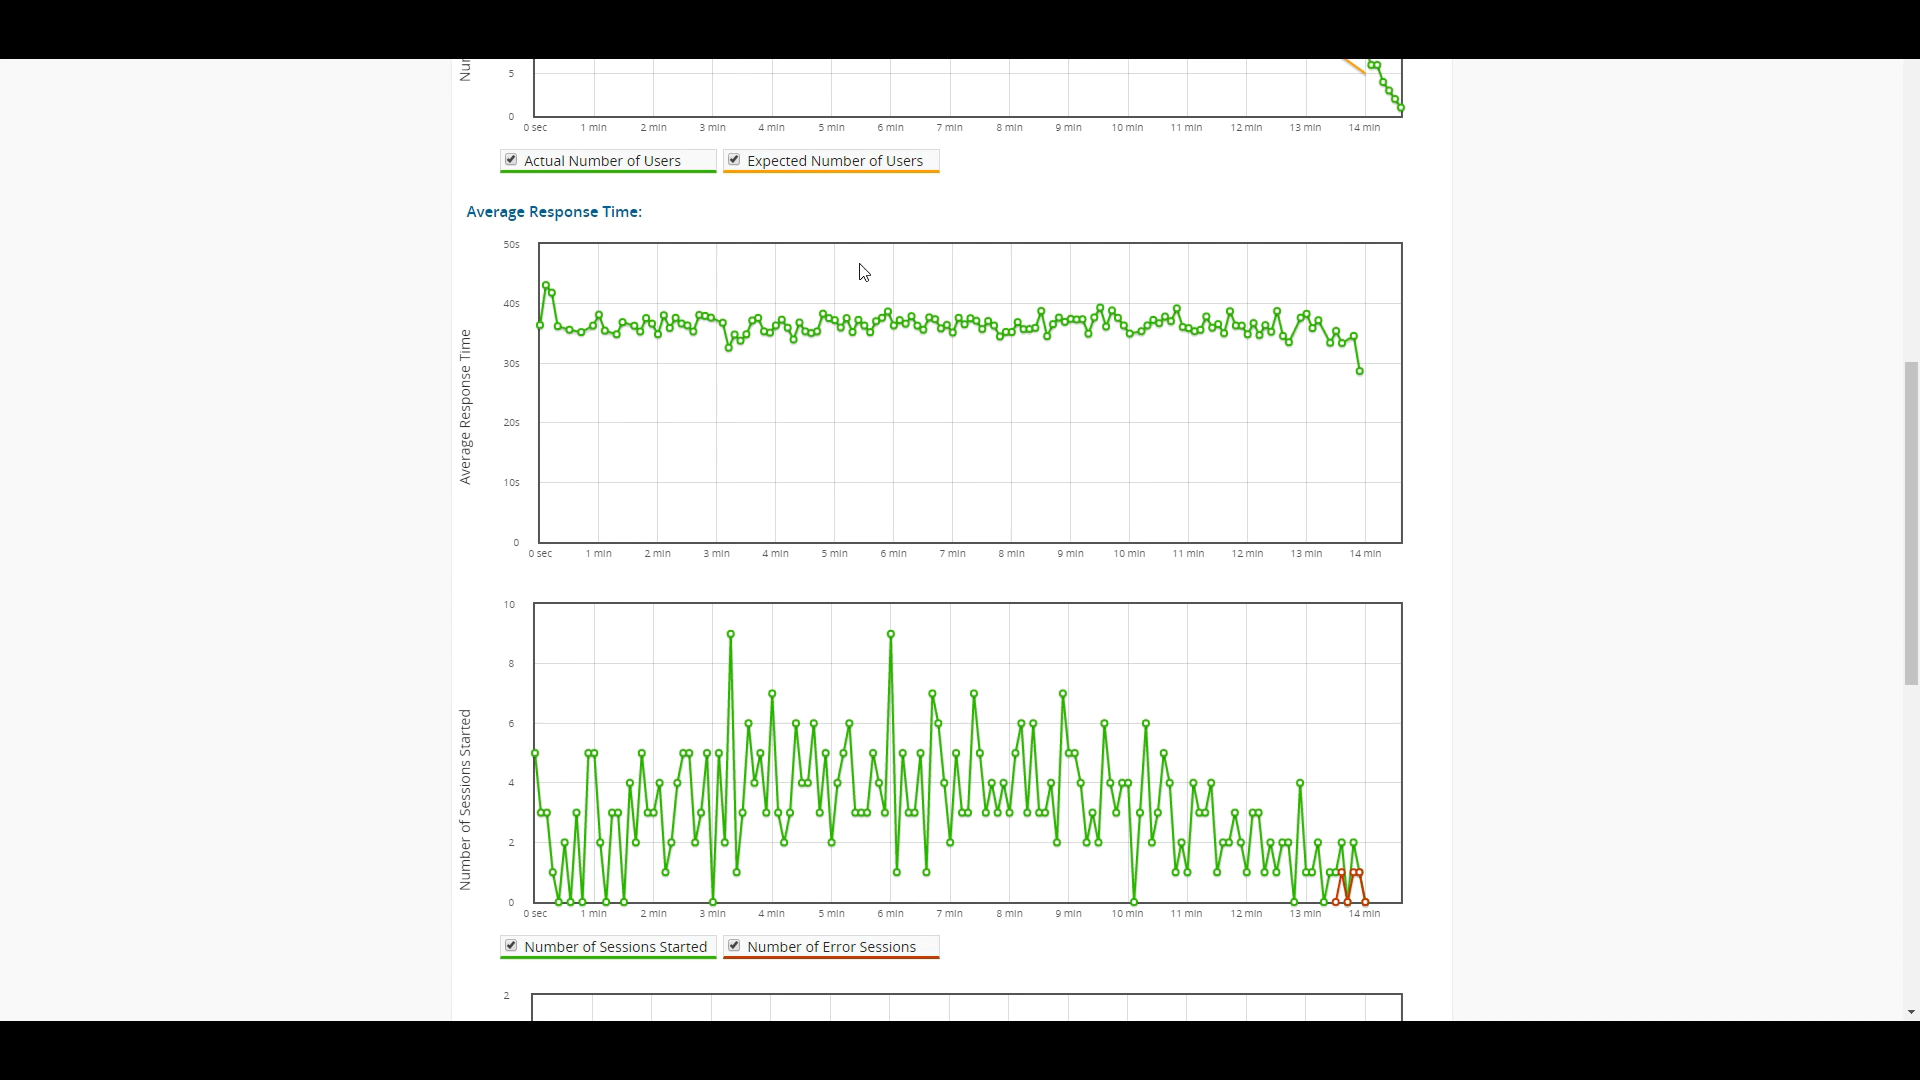 Nur
5
0
0 sec 1 min 2 min 3 min 4 min 5 min 6 min 7 min 8 min 9 min 10 min 11 min 12 min 13 min 14 min
Actual Number of Users Expected Number of Users
Average Response Time:
Average Response Time
50s
40s
30s
20s
10s
0
0 sec 1 min 2 min 3 min 4 min 5 min 6 min 7 min 8 min 9 min 10 min 11 min 12 min 13 min 14 min
Number of Sessions Started
10
8
6
4
2
0
0 sec 1 min 2 min 3 min 4 min 5 min 6 min 7 min 8 min 9 min 10 min 11 min 12 min 13 min 14 min
Number of Sessions Started Number of Error Sessions
2